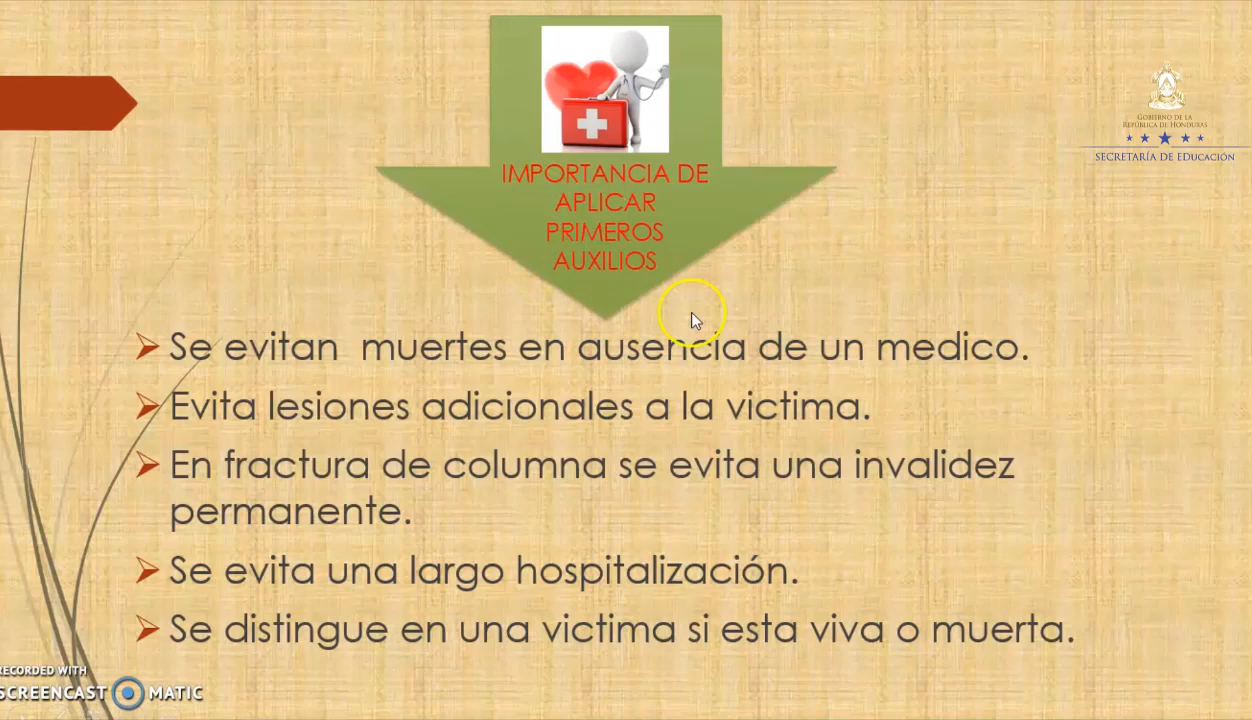 IMPORTANCIA DE
APLICAR
PRIMEROS
AUXILIOS
GOBIERNO DE LA
REPÚBLICA DE HONDURAS
SECRETARÍA DE EDUCACIÓN
Se evitan muertes en ausencia de un medico.
Evita lesiones adicionales a la victima.
En fractura de columna se evita una invalidez
permanente.
Se evita una largo hospitalización.
Se distingue en una victima si esta viva o muerta.
RECORDED WITH
SCREENCAST MATIC